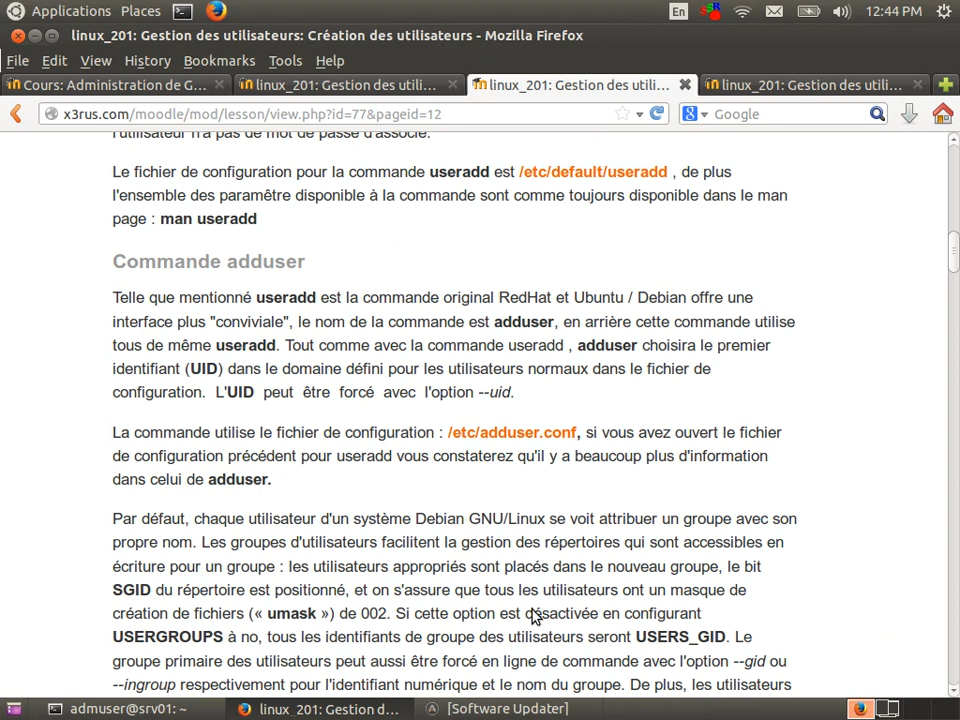 Applications Places En 12:44 PM
linux_201: Gestion des utilisateurs: Création des utilisateurs - Mozilla Firefox
File Edit View History Bookmarks Tools Help
Cours: Administration de G... linux_201: Gestion des utili... linux_201: Gestion des utili... linux_201: Gestion des utili...
x3rus.com/moodle/mod/lesson/view.php?id=77&pageid=12 Google
l'utilisateur n'a pas de mot de passe d'associé.
Le fichier de configuration pour la commande useradd est /etc/default/useradd , de plus
l'ensemble des paramêtre disponible à la commande sont comme toujours disponible dans le man
page : man useradd
Commande adduser
Telle que mentionné useradd est la commande original RedHat et Ubuntu / Debian offre une
interface plus "conviviale", le nom de la commande est adduser, en arrière cette commande utilise
tous de même useradd. Tout comme avec la commande useradd , adduser choisira le premier
identifiant (UID) dans le domaine défini pour les utilisateurs normaux dans le fichier de
configuration. L'UID peut être forcé avec l'option --uid.
La commande utilise le fichier de configuration : /etc/adduser.conf, si vous avez ouvert le fichier
de configuration précédent pour useradd vous constaterez qu'il y a beaucoup plus d'information
dans celui de adduser.
Par défaut, chaque utilisateur d'un système Debian GNU/Linux se voit attribuer un groupe avec son
propre nom. Les groupes d'utilisateurs facilitent la gestion des répertoires qui sont accessibles en
écriture pour un groupe : les utilisateurs appropriés sont placés dans le nouveau groupe, le bit
SGID du répertoire est positionné, et on s'assure que tous les utilisateurs ont un masque de
création de fichiers (« umask ») de 002. Si cette option est désactivée en configurant
USERGROUPS à no, tous les identifiants de groupe des utilisateurs seront USERS_GID. Le
groupe primaire des utilisateurs peut aussi être forcé en ligne de commande avec l'option --gid ou
--ingroup respectivement pour l'identifiant numérique et le nom du groupe. De plus, les utilisateurs
admuser@srv01: ~ linux_201: Gestion d... [Software Updater]